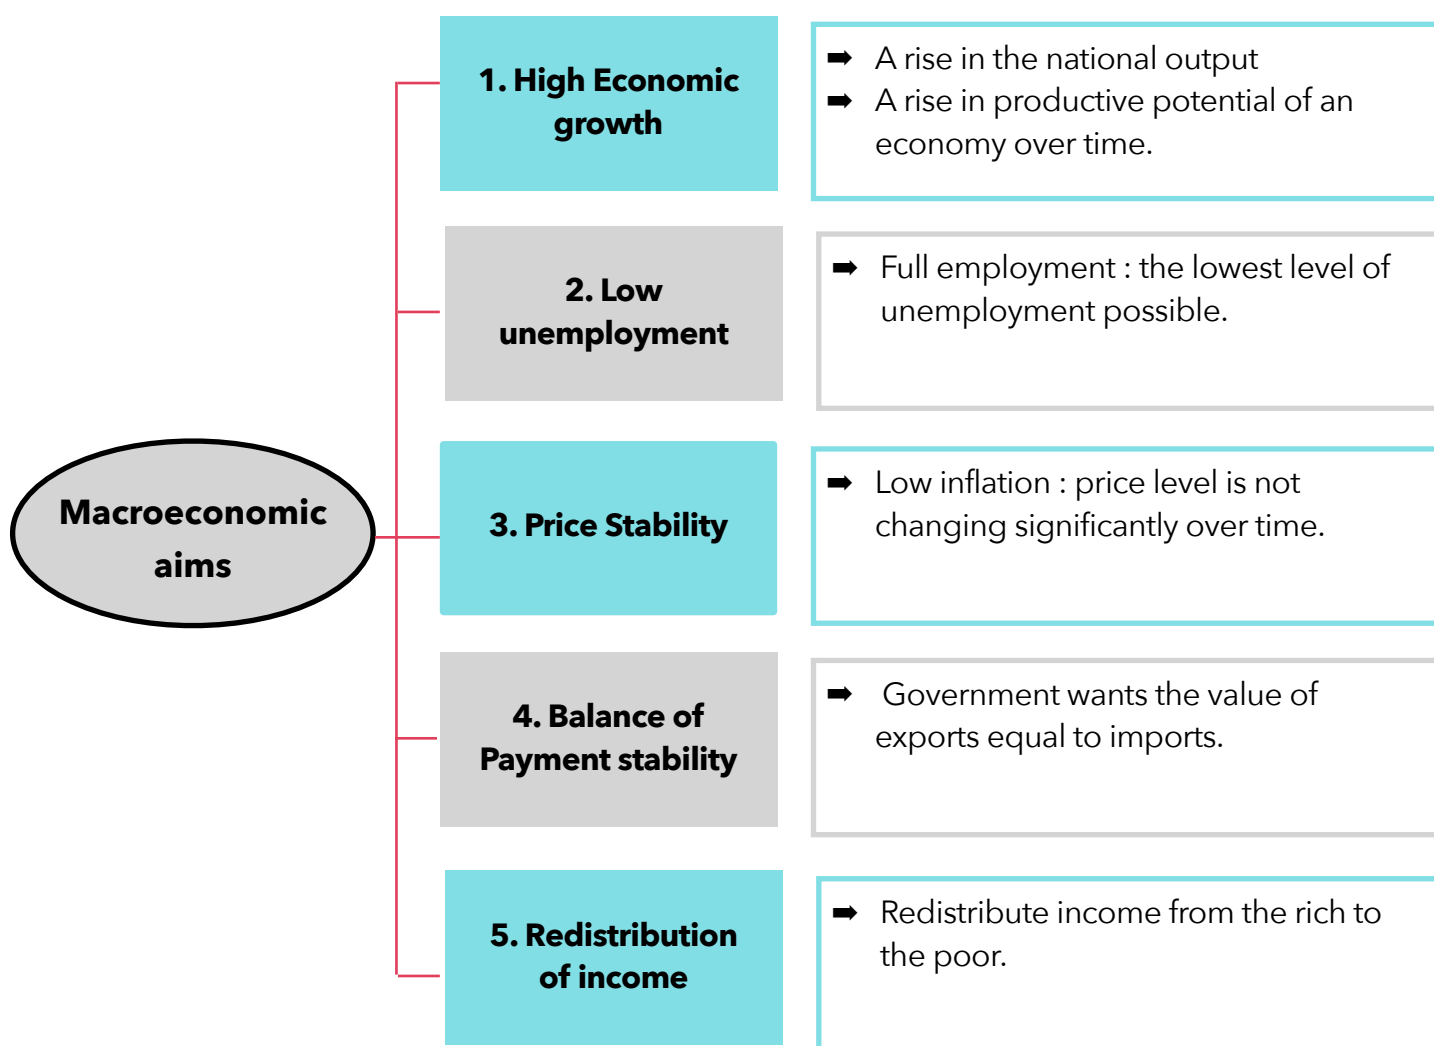 1. High Economic
growth
➡ A rise in the national output
➡ A rise in productive potential of an
economy over time.
2. Low
unemployment
➡ Full employment : the lowest level of
unemployment possible.
Macroeconomic
aims
3. Price Stability
➡ Low inflation : price level is not
changing significantly over time.
4. Balance of
Payment stability
➡ Government wants the value of
exports equal to imports.
5. Redistribution
of income
➡ Redistribute income from the rich to
the poor.